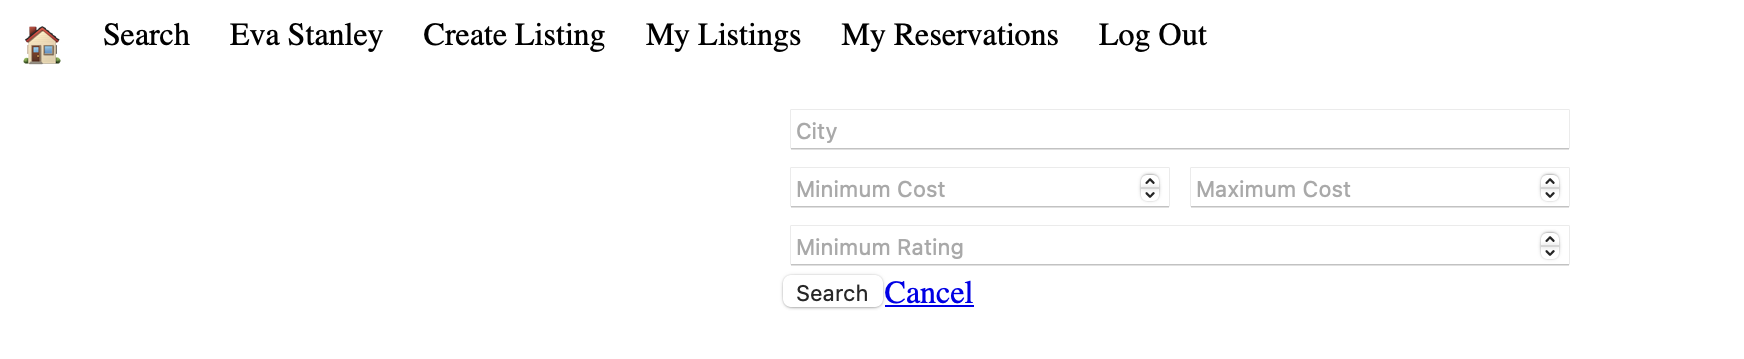 Search Eva Stanley Create Listing My Listings My Reservations Log Out
City
Minimum Cost Maximum Cost
Minimum Rating
Search Cancel